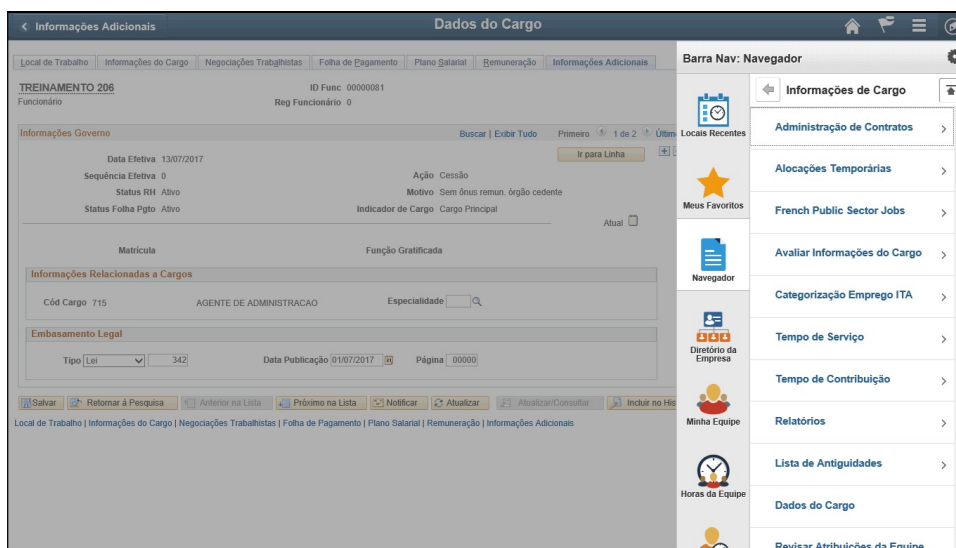 Informações Adicionais
Dados do Cargo
Local de Trabalho
Informações do Cargo
Negociações Trabalhistas
Folha de Pagamento
Plano Salarial
Remuneração
Informações Adicionais
TREINAMENTO 206
ID Func 00000081
Funcionário
Reg Funcionário 0
Informações Governo
Buscar | Exibir Tudo
Primeiro 1 de 2
Ir para Linha
Data Efetiva 13/07/2017
Sequência Efetiva 0
Ação Cessão
Status RH Ativo
Motivo Sem ônus remun. órgão cedente
Status Folha Pgto Ativo
Indicador de Cargo Cargo Principal
Atual
Matrícula
Função Gratificada
Informações Relacionadas a Cargos
Cód Cargo 715
AGENTE DE ADMINISTRACAO
Especialidade
Embasamento Legal
Tipo Lei 342
Data Publicação 01/07/2017
Página 00000
Salvar
Retornar à Pesquisa
Anterior na Lista
Próximo na Lista
Notificar
Atualizar
Atualizar/Consultar
Incluir no His
Local de Trabalho | Informações do Cargo | Negociações Trabalhistas | Folha de Pagamento | Plano Salarial | Remuneração | Informações Adicionais
Barra Nav: Navegador
Locais Recentes
Meus Favoritos
Navegador
Diretório da
Empresa
Minha Equipe
Horas da Equipe
Informações de Cargo
Administração de Contratos
Alocações Temporárias
French Public Sector Jobs
Avaliar Informações do Cargo
Categorização Emprego ITA
Tempo de Serviço
Tempo de Contribuição
Relatórios
Lista de Antiguidades
Dados do Cargo
Revisar Atribuições da Equipe